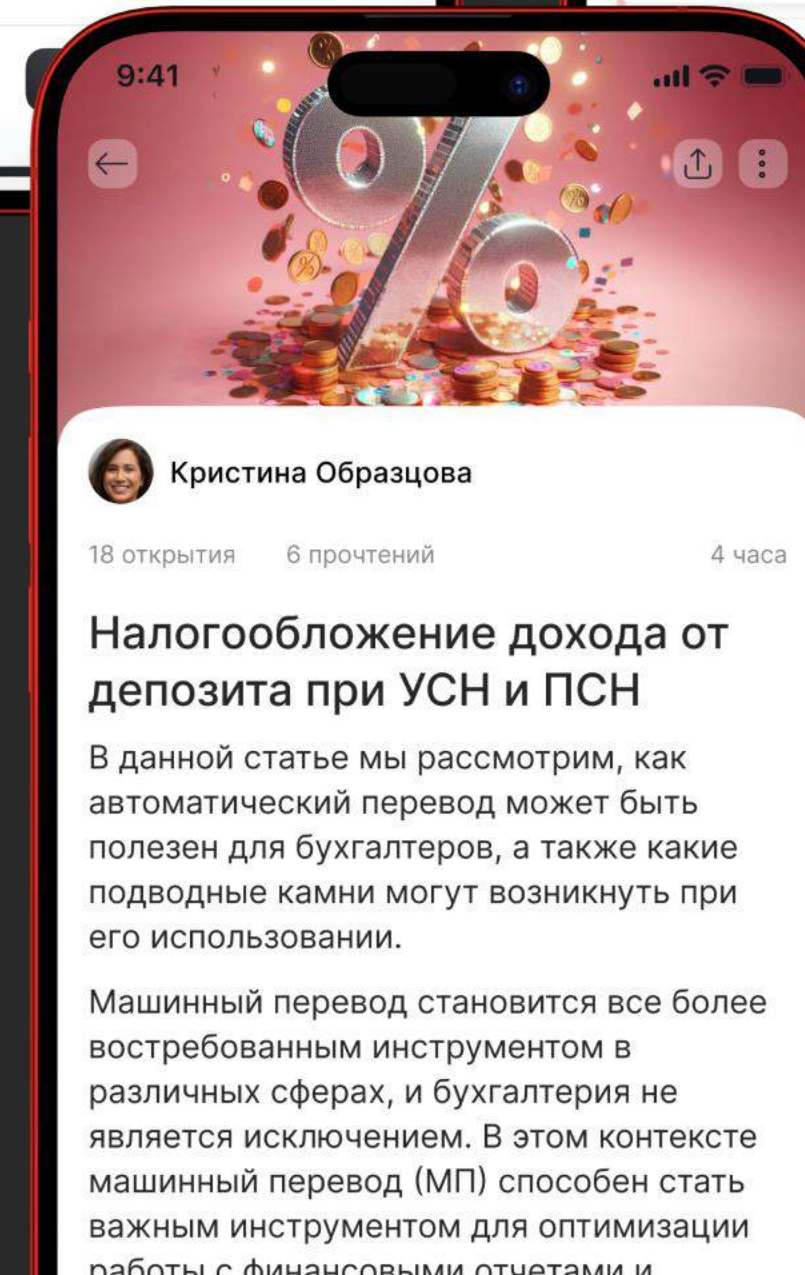 9:41
Кристина Образцова
18 открытия 6 прочтений 4 часа
Налогообложение дохода от
депозита при УСН и ПСН
В данной статье мы рассмотрим, как
автоматический перевод может быть
полезен для бухгалтеров, а также какие
подводные камни могут возникнуть при
его использовании.
Машинный перевод становится все более
востребованным инструментом в
различных сферах, и бухгалтерия не
является исключением. В этом контексте
машинный перевод (МП) способен стать
важным инструментом для оптимизации
работы с финансовыми отчетами и